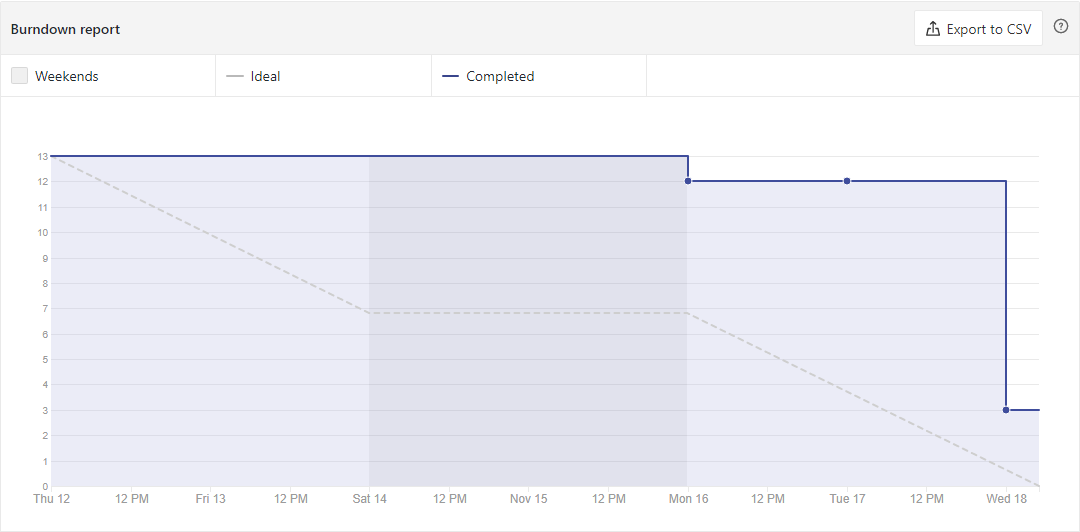 Burndown report
Export to CSV
Weekends
Ideal
Completed
13
12
11
10
9
8
7
6
5
4
3
2
1
0
Thu 12 12 PM Fri 13 12 PM Sat 14 12 PM Nov 15 12 PM Mon 16 12 PM Tue 17 12 PM Wed 18